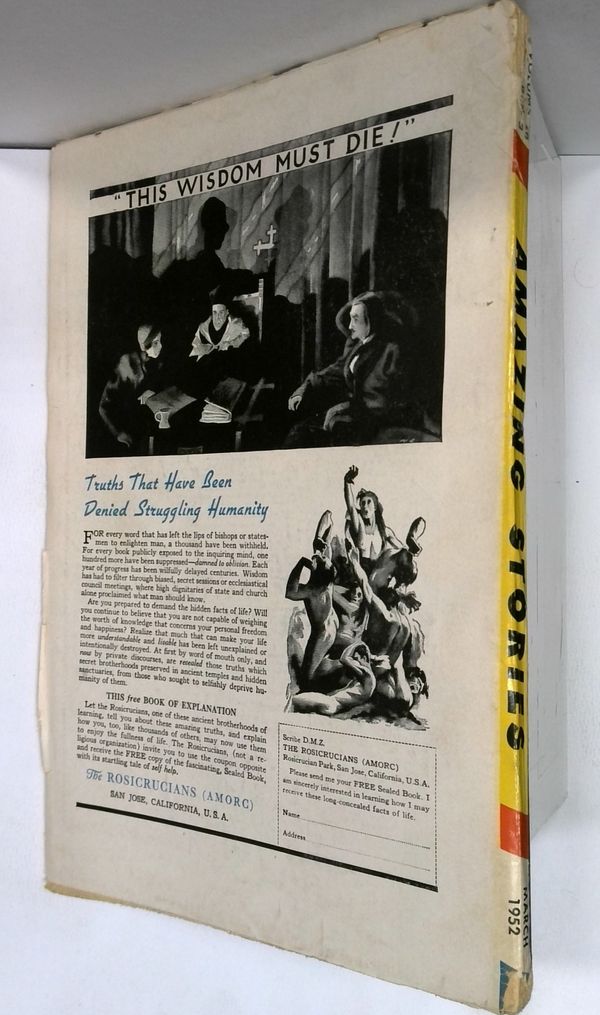 "THIS WISDOM MUST DIE!"
Truths That Have Been
Denied Struggling Humanity
FOR every word that has left the lips of bishops or states-
men to enlighten man, a thousand have been withheld.
For every book publicly exposed to the inquiring mind, one
hundred more have been suppressed—damned to oblivion. Each
year of progress has been wilfully delayed centuries. Wisdom
has had to filter through biased, secret sessions or ecclesiastical
council meetings, where high dignitaries of state and church
alone proclaimed what man should know.
Are you prepared to demand the hidden facts of life? Will
you continue to believe that you are not capable of weighing
the worth of knowledge that concerns your personal freedom
and happiness? Realize that much that can make your life
more understandable and livable has been left unexplained or
intentionally destroyed. At first by word of mouth only, and
now by private discourses, are revealed those truths which
secret brotherhoods preserved in ancient temples and hidden
sanctuaries, from those who sought to selfishly deprive hu-
manity of them.
THIS free BOOK OF EXPLANATION
Let the Rosicrucians, one of these ancient brotherhoods of
learning, tell you about these amazing truths, and explain
how you, too, like thousands of others, may now use them
to enjoy the fullness of life. The Rosicrucians, (not a re-
ligious organization) invite you to use the coupon opposite
and receive the FREE copy of the fascinating, Sealed Book,
with its startling tale of self help.
The ROSICRUCIANS (AMORC)
SAN JOSE, CALIFORNIA, U. S. A.
Scribe D.M.Z.
THE ROSICRUCIANS (AMORC)
Rosicrucian Park, San Jose, California, U.S.A.
Please send me your FREE Sealed Book. I
am sincerely interested in learning how I may
receive these long-concealed facts of life.
Name
Address
VOLUME 26
AMAZING STORIES
MARCH
1952